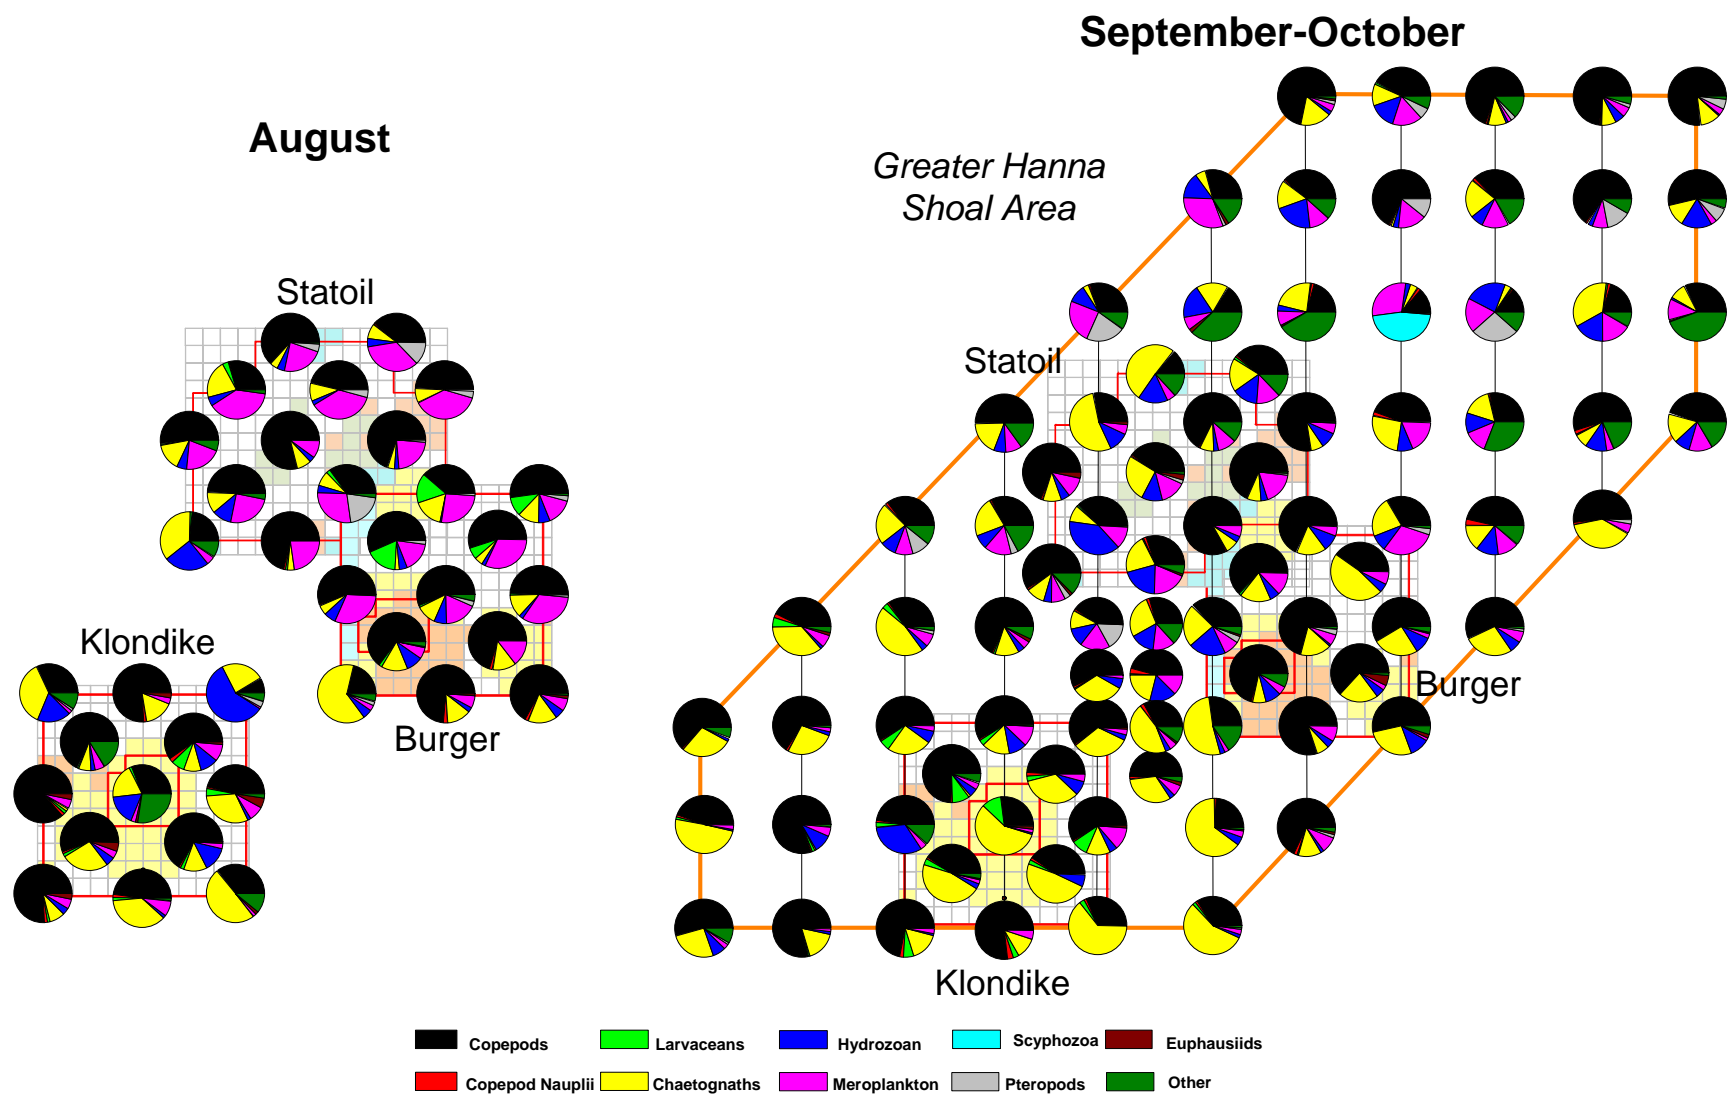 September-October
August
Greater Hanna
Shoal Area
Statoil
Statoil
Klondike
Burger
Burger
Klondike
Copepods
Larvaceans
Hydrozoan
Scyphozoa
Euphausiids
Copepod Nauplii
Chaetognaths
Meroplankton
Pteropods
Other